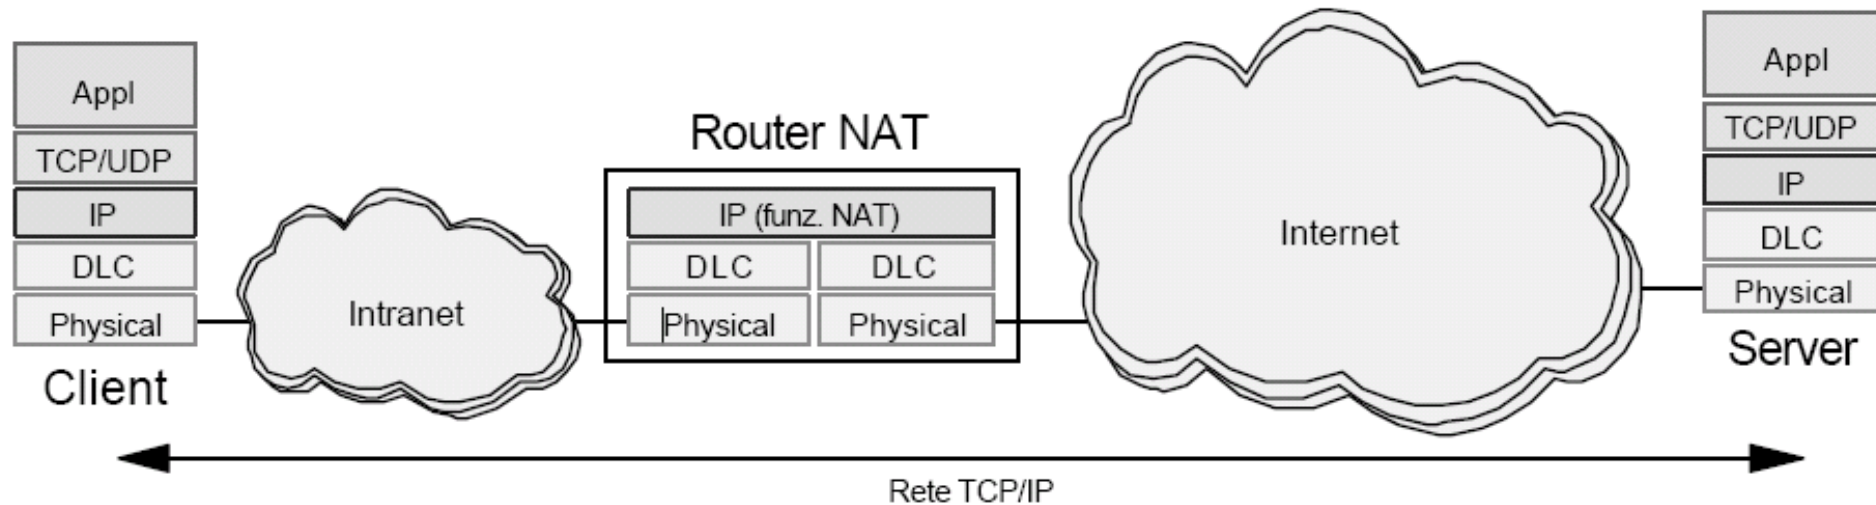 Appl
TCP/UDP
IP
DLC
Physical
Client
Intranet
Router NAT
IP (funz. NAT)
DLC
DLC
Physical
Physical
Internet
Appl
TCP/UDP
IP
DLC
Physical
Server
Rete TCP/IP